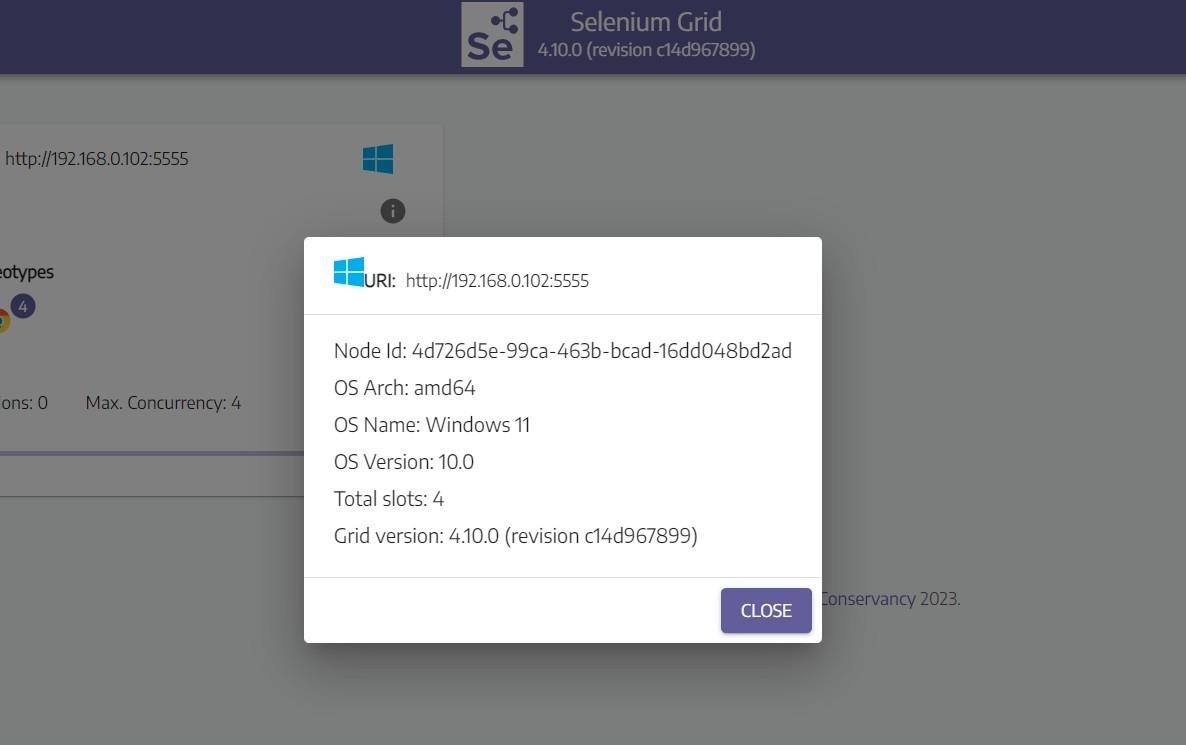 Se
Selenium Grid
4.10.0 (revision c14d967899)
http://192.168.0.102:5555
i
eotypes
4
ions: 0 Max. Concurrency: 4
URI: http://192.168.0.102:5555
Node Id: 4d726d5e-99ca-463b-bcad-16dd048bd2ad
OS Arch: amd64
OS Name: Windows 11
OS Version: 10.0
Total slots: 4
Grid version: 4.10.0 (revision c14d967899)
CLOSE
Conservancy 2023.